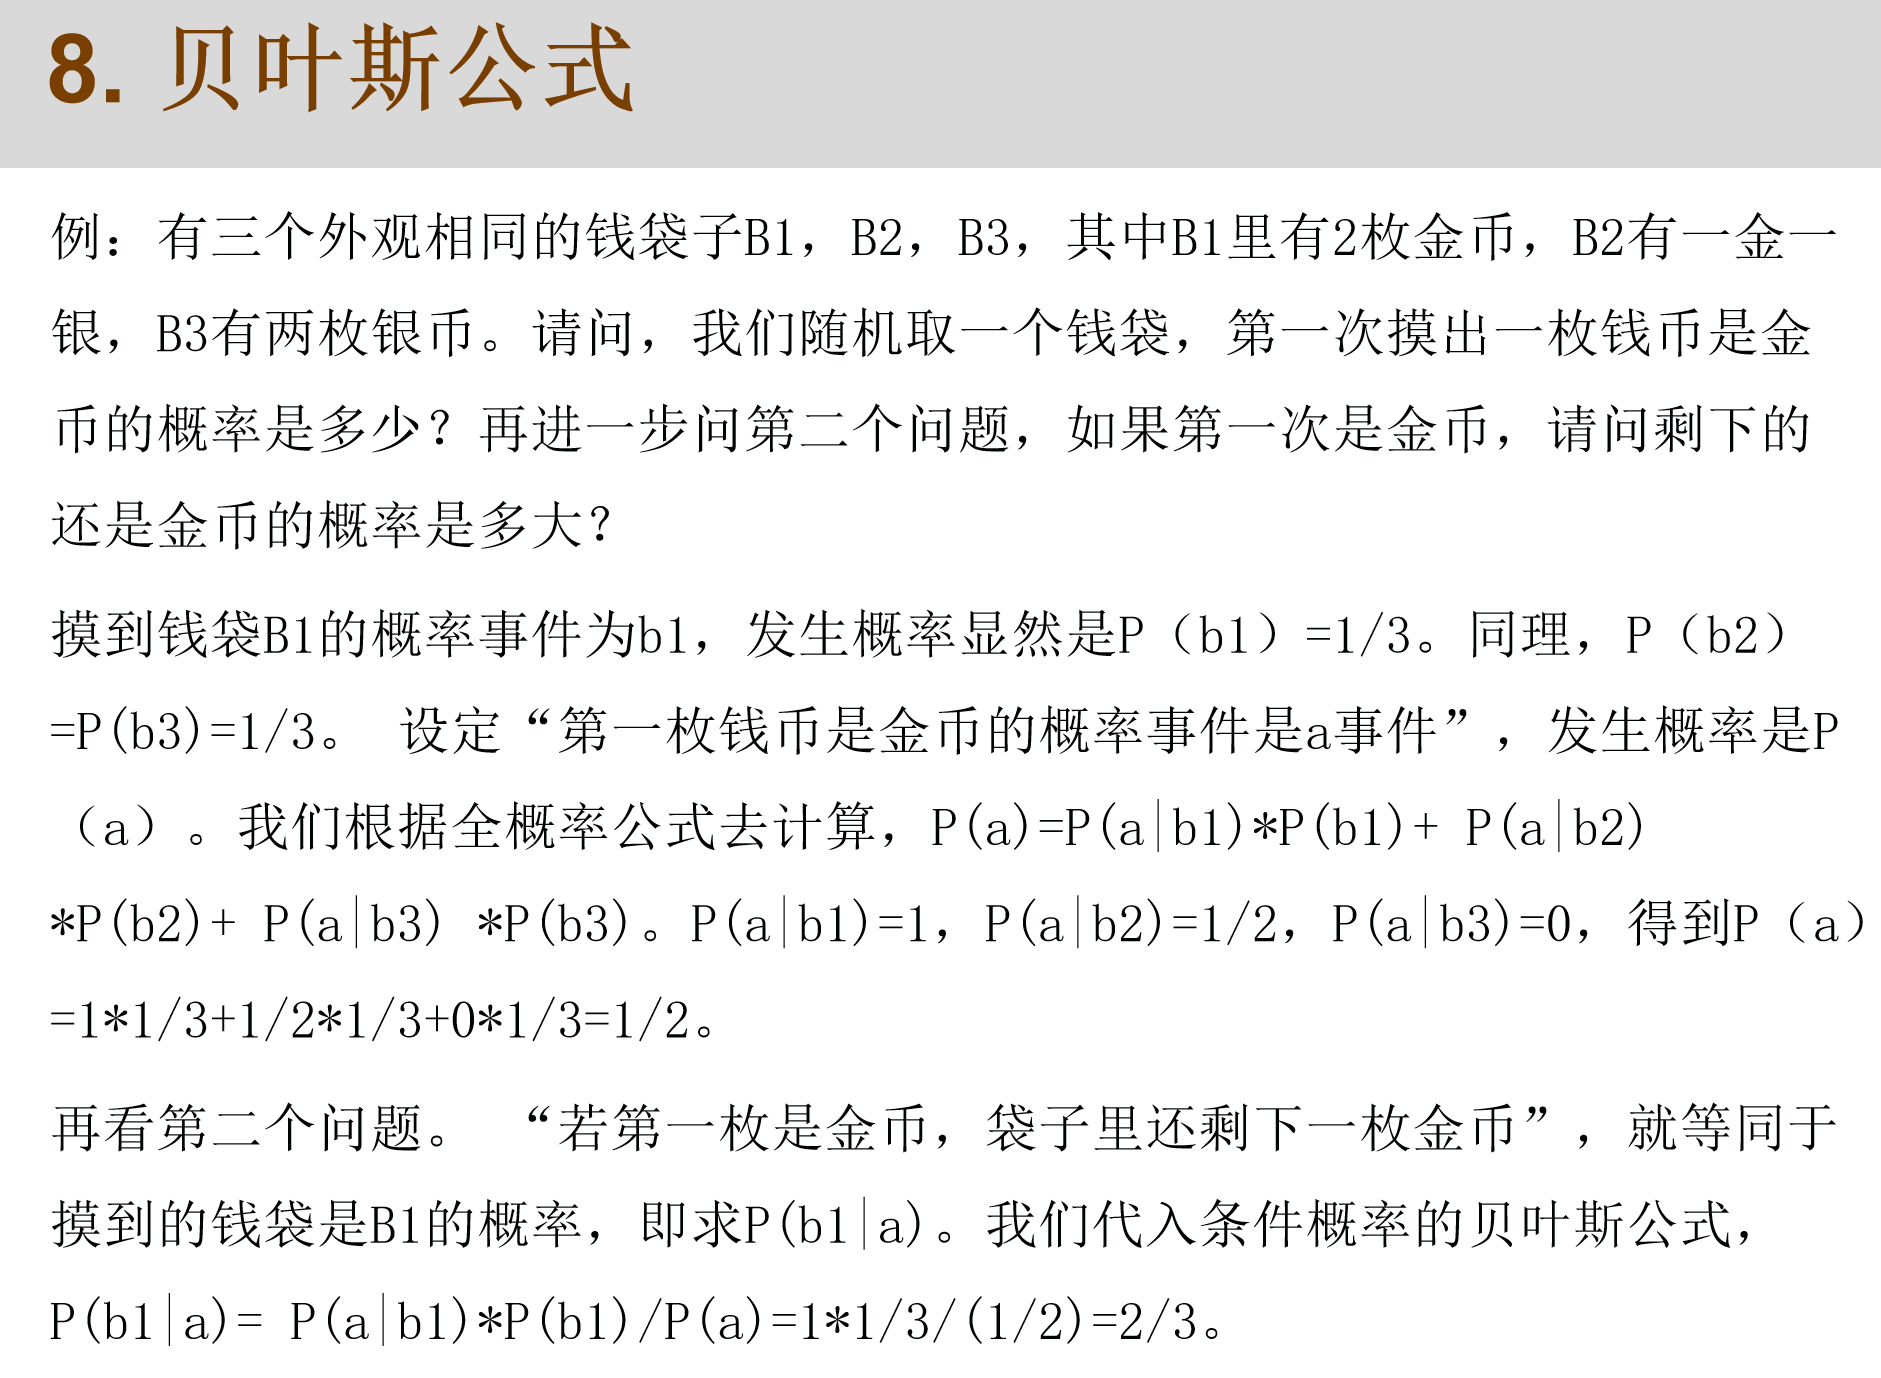 8. 贝叶斯公式
例：有三个外观相同的钱袋子B1，B2，B3，其中B1里有2枚金币，B2有一金一
银，B3有两枚银币。请问，我们随机取一个钱袋，第一次摸出一枚钱币是金
币的概率是多少？再进一步问第二个问题，如果第一次是金币，请问剩下的
还是金币的概率是多大？
摸到钱袋B1的概率事件为b1，发生概率显然是P（b1）=1/3。同理，P（b2）
=P(b3)=1/3。 设定“第一枚钱币是金币的概率事件是a事件”，发生概率是P
（a）。我们根据全概率公式去计算，P(a)=P(a|b1)*P(b1)+ P(a|b2)
*P(b2)+ P(a|b3) *P(b3)。P(a|b1)=1，P(a|b2)=1/2，P(a|b3)=0，得到P（a）
=1*1/3+1/2*1/3+0*1/3=1/2。
再看第二个问题。 “若第一枚是金币，袋子里还剩下一枚金币”，就等同于
摸到的钱袋是B1的概率，即求P(b1|a)。我们代入条件概率的贝叶斯公式，
P(b1|a)= P(a|b1)*P(b1)/P(a)=1*1/3/(1/2)=2/3。